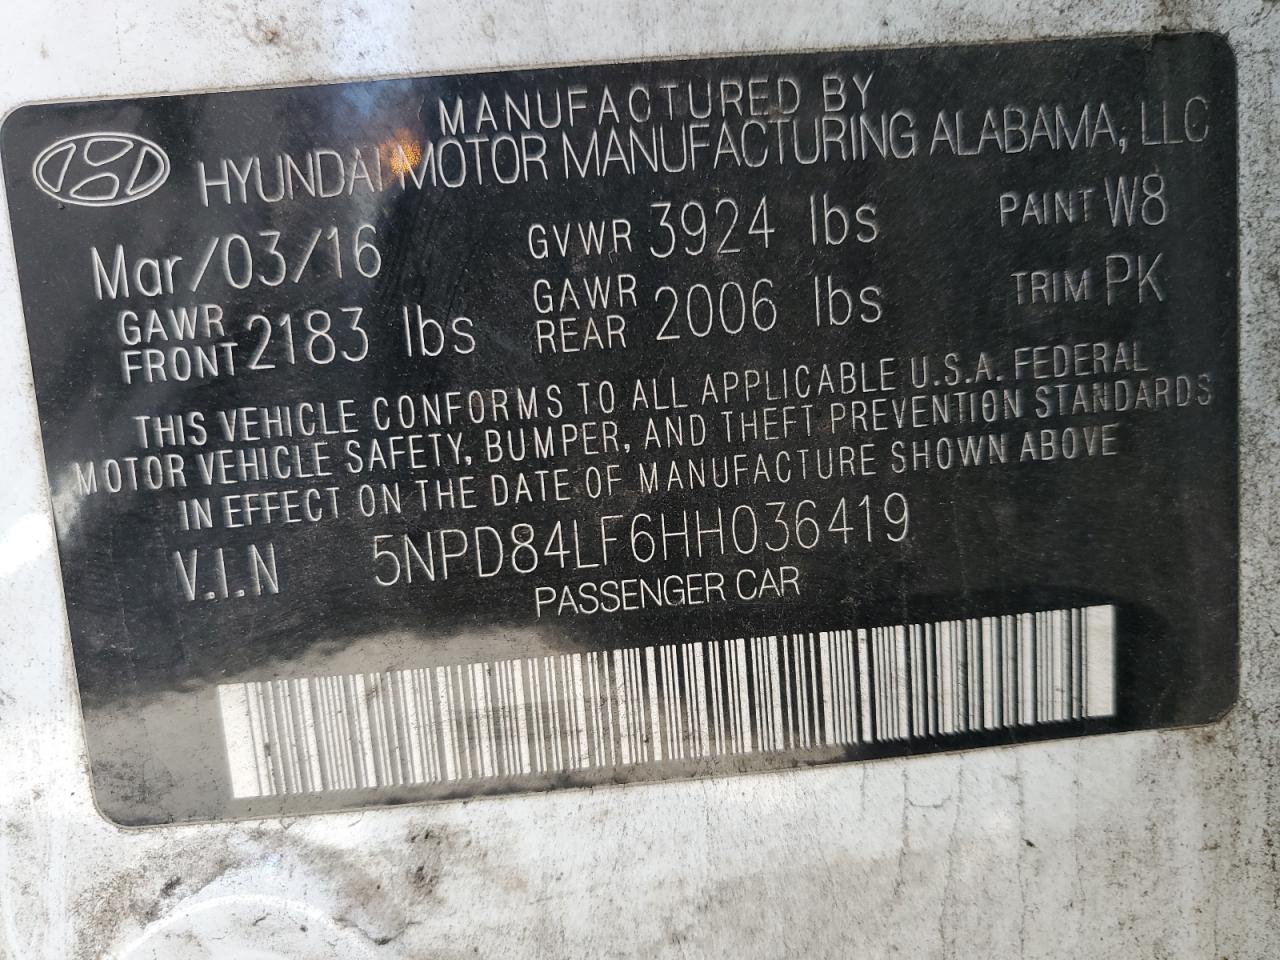 MANUFACTURED BY
HYUNDAI MOTOR MANUFACTURING ALABAMA, LLC
Mar/03/16 GVWR 3924 lbs PAINT W8
GAWR FRONT 2183 lbs GAWR REAR 2006 lbs TRIM PK
THIS VEHICLE CONFORMS TO ALL APPLICABLE U.S.A. FEDERAL
MOTOR VEHICLE SAFETY, BUMPER, AND THEFT PREVENTION STANDARDS
IN EFFECT ON THE DATE OF MANUFACTURE SHOWN ABOVE
V.I.N 5NPD84LF6HH036419
PASSENGER CAR